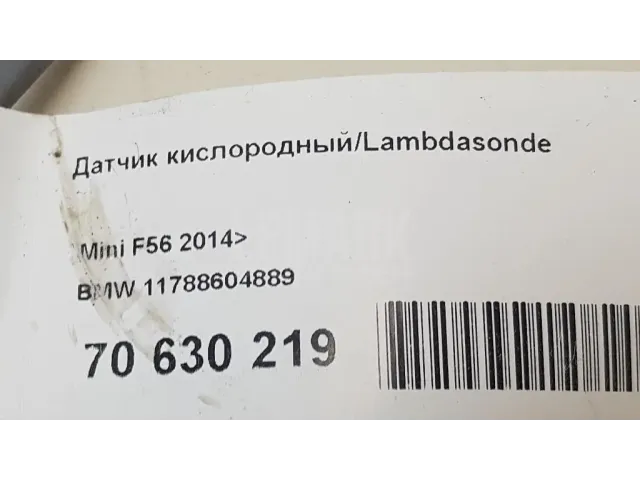 Датчик кислородный/Lambdasonde
Mini F56 2014>
BMW 11788604889
70 630 219